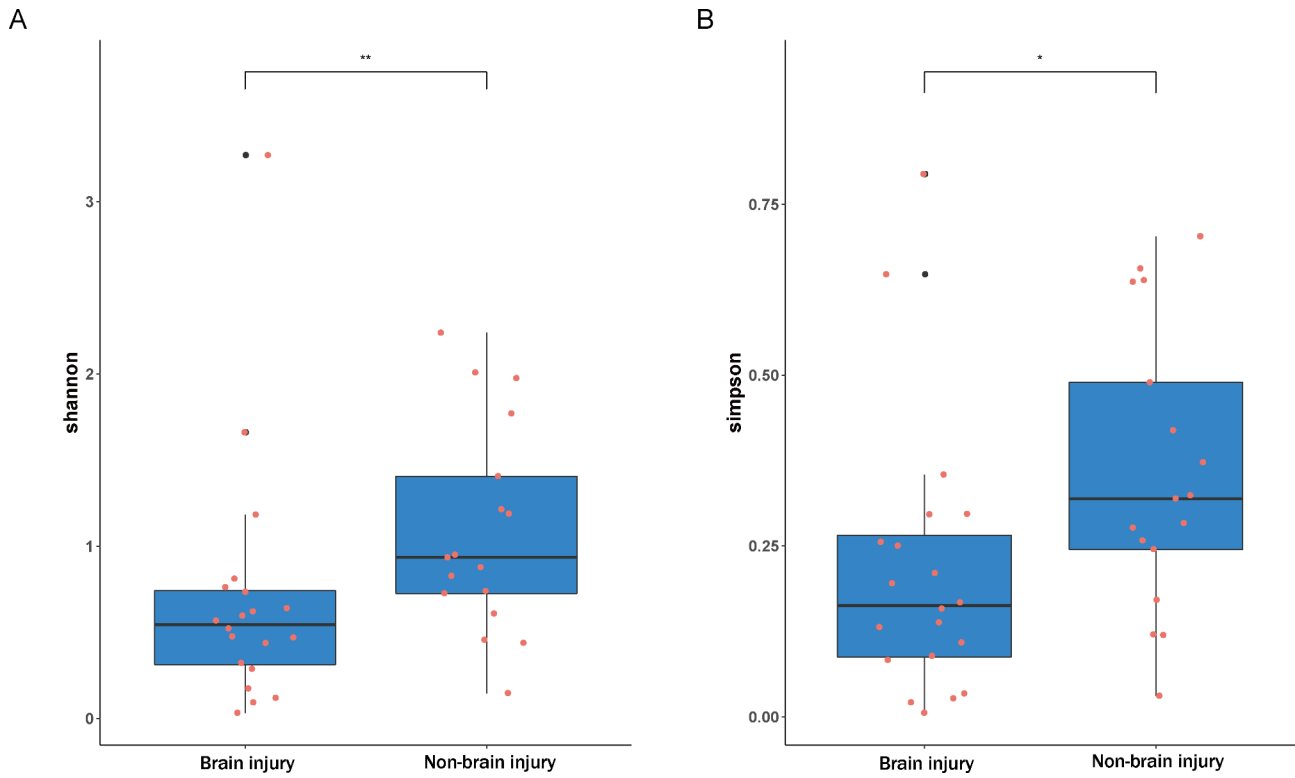 A
**
3
2
1
0
shannon
Brain injury
Non-brain injury
B
*
0.75
0.50
0.25
0.00
simpson
Brain injury
Non-brain injury